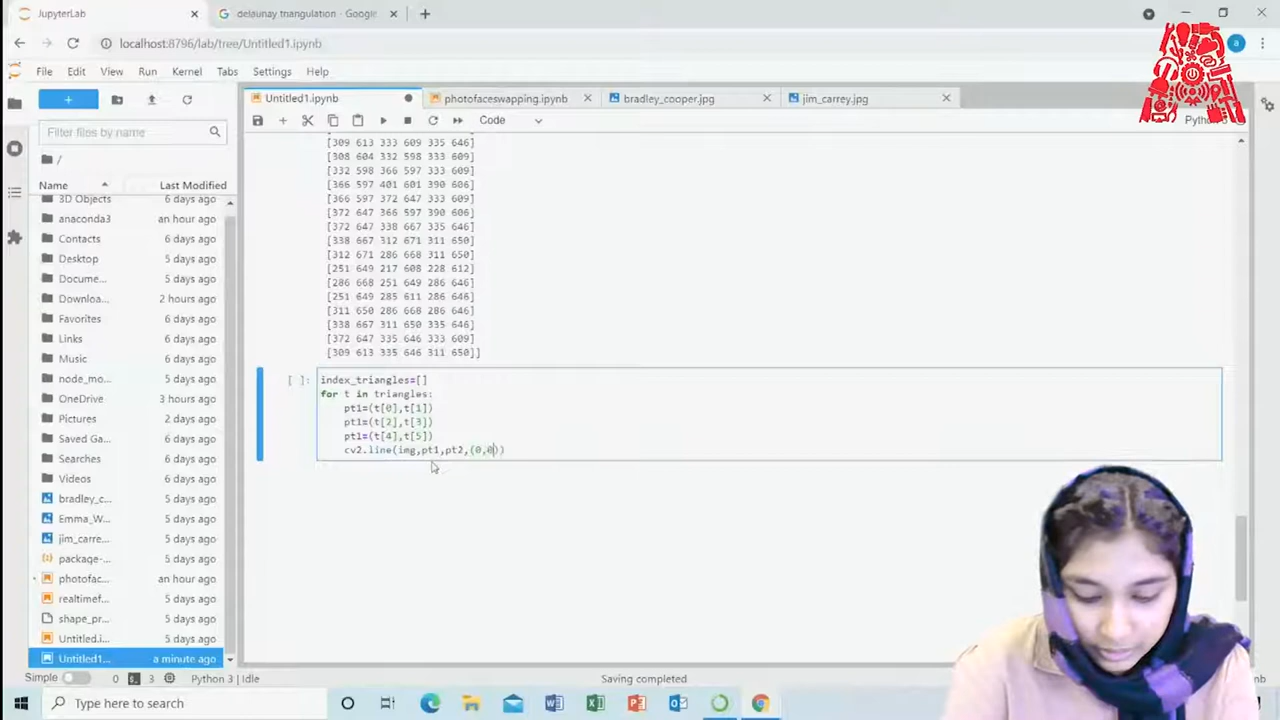 JupyterLab
delaunay triangulation - Google
localhost:8796/lab/tree/Untitled1.ipynb
a
File Edit View Run Kernel Tabs Settings Help
Untitled1.ipynb
photofaceswapping.ipynb
bradley_cooper.jpg
jim_carrey.jpg
Filter files by name
Code
/
Name Last Modified
3D Objects 6 days ago
anaconda3 an hour ago
Contacts 6 days ago
Desktop 6 days ago
Docume... 5 days ago
Downloa... 2 hours ago
Favorites 6 days ago
Links 6 days ago
Music 6 days ago
node_mo... 5 days ago
OneDrive 3 hours ago
Pictures 2 days ago
Saved Ga... 6 days ago
Searches 6 days ago
Videos 6 days ago
bradley_c... 5 days ago
Emma_W... 5 days ago
jim_carre... 5 days ago
package-... 5 days ago
photofac... an hour ago
realtimef... 5 days ago
shape_pr... 5 days ago
Untitled.i... 5 days ago
Untitled1... a minute ago
[309 613 333 609 335 646]
[308 604 332 598 333 609]
[332 598 366 597 333 609]
[366 597 401 601 390 606]
[366 597 372 647 333 609]
[372 647 366 597 390 606]
[372 647 338 667 335 646]
[338 667 312 671 311 650]
[312 671 286 668 311 650]
[251 649 217 608 228 612]
[286 668 251 649 286 646]
[251 649 285 611 286 646]
[311 650 286 668 286 646]
[338 667 311 650 335 646]
[372 647 335 646 333 609]
[309 613 335 646 311 650]]
[ ]:
index_triangles=[]
for t in triangles:
pt1=(t[0],t[1])
pt1=(t[2],t[3])
pt1=(t[4],t[5])
cv2.line(img,pt1,pt2,(0,0))
Simple 0 3 Python 3 | Idle
Saving completed
Type here to search